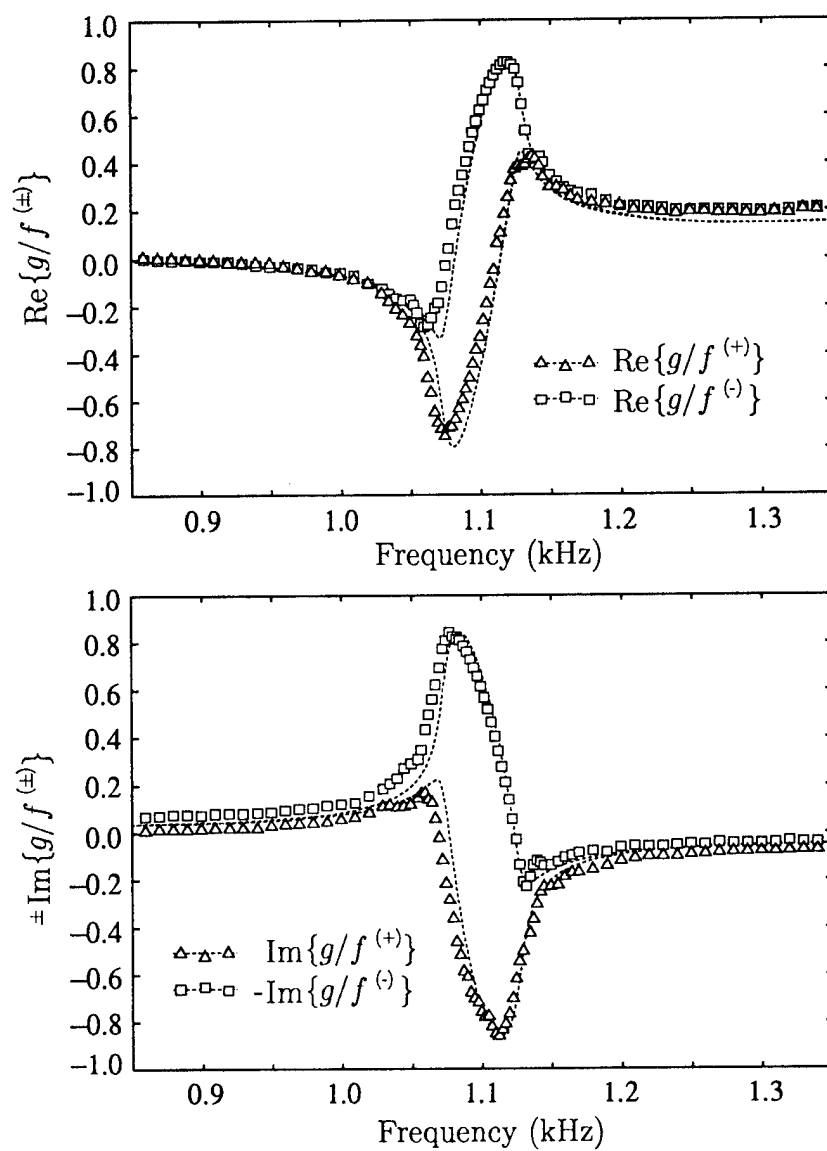 1.0
0.8
0.6
0.4
0.2
0.0
−0.2
−0.4
−0.6
−0.8
−1.0
Re{g/f (±)}
Re{g/f (+)}
Re{g/f (-)}
0.9 1.0 1.1 1.2 1.3
Frequency (kHz)
1.0
0.8
0.6
0.4
0.2
0.0
−0.2
−0.4
−0.6
−0.8
−1.0
±Im{g/f (±)}
Im{g/f (+)}
-Im{g/f (-)}
0.9 1.0 1.1 1.2 1.3
Frequency (kHz)